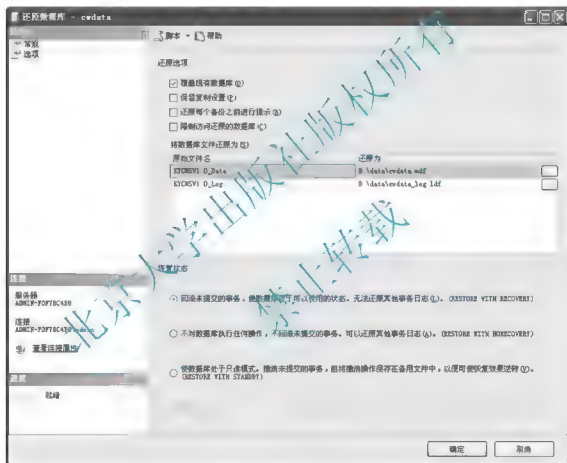 还原数据库 - cwdata
常规
选项
脚本
帮助
还原选项
覆盖现有数据库(O)
保留复制设置(P)
还原每个备份之前进行提示(R)
限制访问还原的数据库(C)
将数据库文件还原为(S)
原始文件名
还原为
D:\data\cwdata.mdf
D:\data\cwdata_log.ldf
恢复状态
回滚未提交的事务，使数据库处于可以使用的状态。无法还原其他事务日志(L)。(RESTORE WITH RECOVERY)
不对数据库执行任何操作，不回滚未提交的事务。可以还原其他事务日志(A)。(RESTORE WITH NORECOVERY)
使数据库处于只读模式。撤消未提交的事务，但将撤消操作保存在备用文件中，以便可使恢复效果逆转(Y)。
(RESTORE WITH STANDBY)
连接
服务器
连接
查看连接属性
进度
就绪
确定
取消
北京大学出版社版权所有
禁止转载